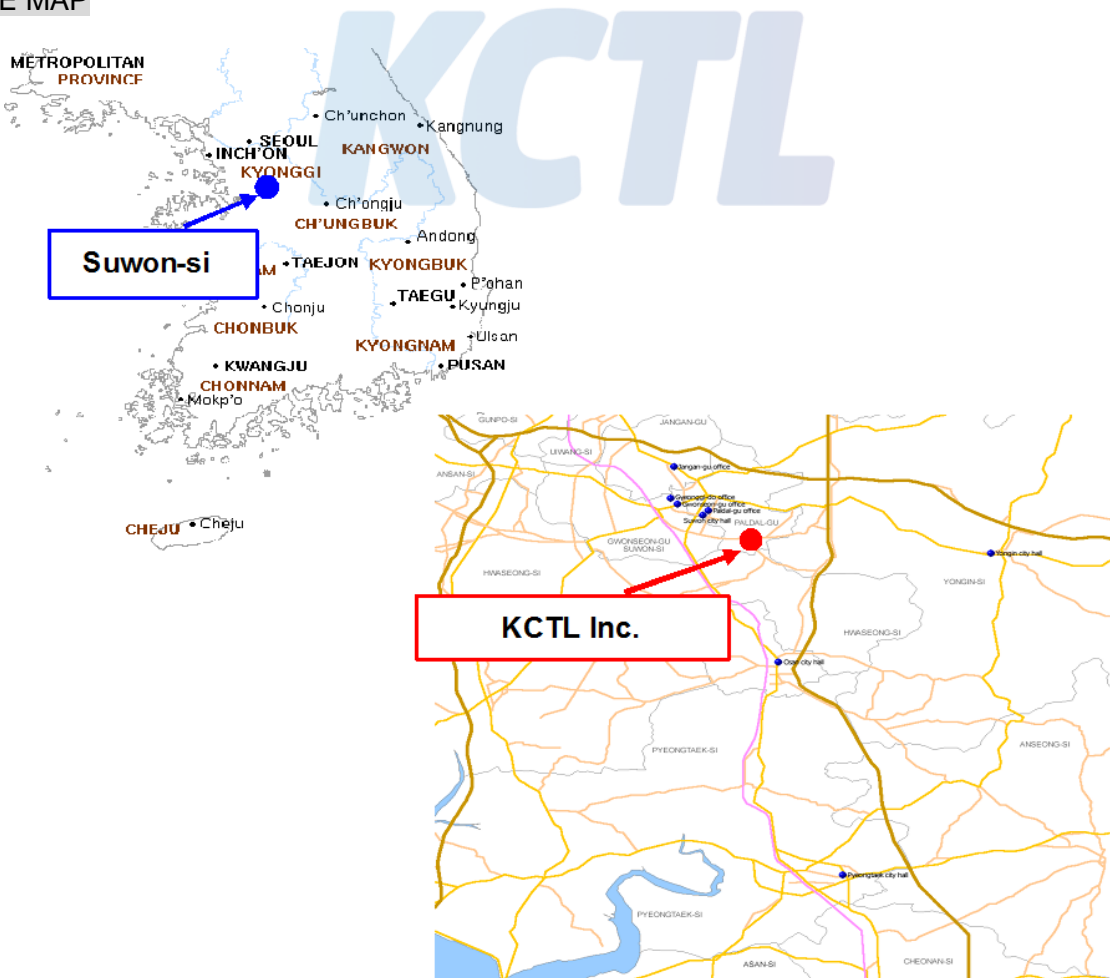 E MAP
KCTL
METROPOLITAN
PROVINCE
Ch'unchon
Kangnung
SEOUL
INCH'ON
KANGWON
KYONGGI
Ch'ongju
CH'UNGBUK
Andong
Suwon-si
AM
TAEJON
KYONGBUK
P'ohan
TAEGU
Kyungju
Chonju
CHONBUK
Ulsan
KYONGNAM
KWANGJU
PUSAN
CHONNAM
Mokp'o
CHEJU
Cheju
GUNPO-SI
JANGAN-GU
UIWANG-SI
Jangan-gu office
ANSAN-SI
Gyeonggi-do office
Gwonseon-gu office
Paldal-gu office
Suwon city hall
PALDAL-GU
GWONSEON-GU
SUWON-SI
Yongin city hall
HWASEONG-SI
YONGIN-SI
KCTL Inc.
HWASEONG-SI
Osan city hall
PYEONGTAEK-SI
ANSEONG-SI
Pyeongtaek city hall
PYEONGTAEK-SI
ASAN-SI
CHEONAN-SI